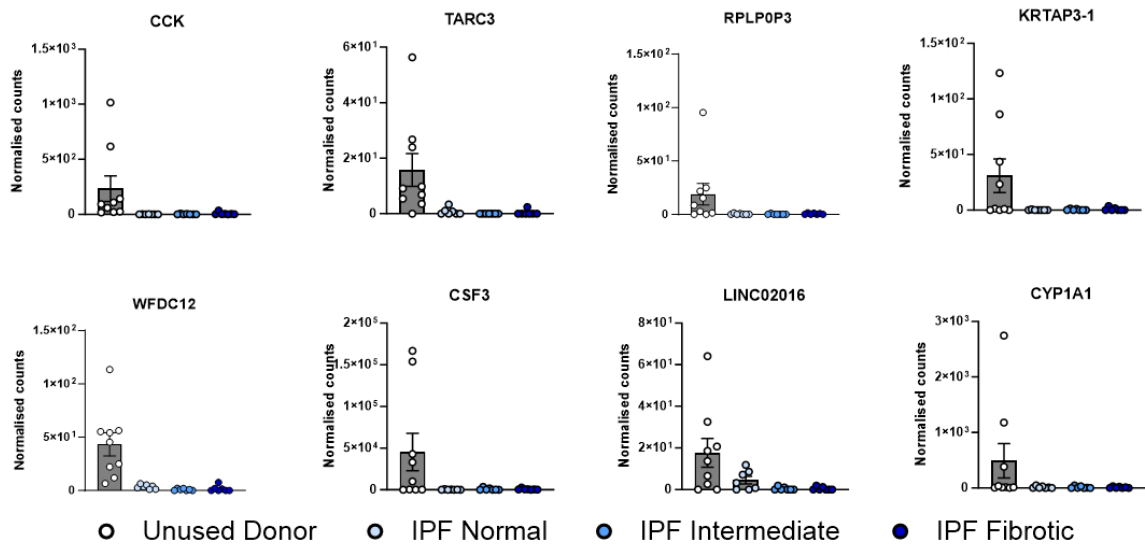 CCK
Normalised counts
1.5×10³
1×10³
5×10²
0
TARC3
Normalised counts
6×10¹
4×10¹
2×10¹
0
RPLP0P3
Normalised counts
1.5×10²
1×10²
5×10¹
0
KRTAP3-1
Normalised counts
1.5×10²
1×10²
5×10¹
0
WFDC12
Normalised counts
1.5×10²
1×10²
5×10¹
0
CSF3
Normalised counts
2×10⁵
1.5×10⁵
1×10⁵
5×10⁴
0
LINC02016
Normalised counts
8×10¹
6×10¹
4×10¹
2×10¹
0
CYP1A1
Normalised counts
3×10³
2×10³
1×10³
0
Unused Donor IPF Normal IPF Intermediate IPF Fibrotic